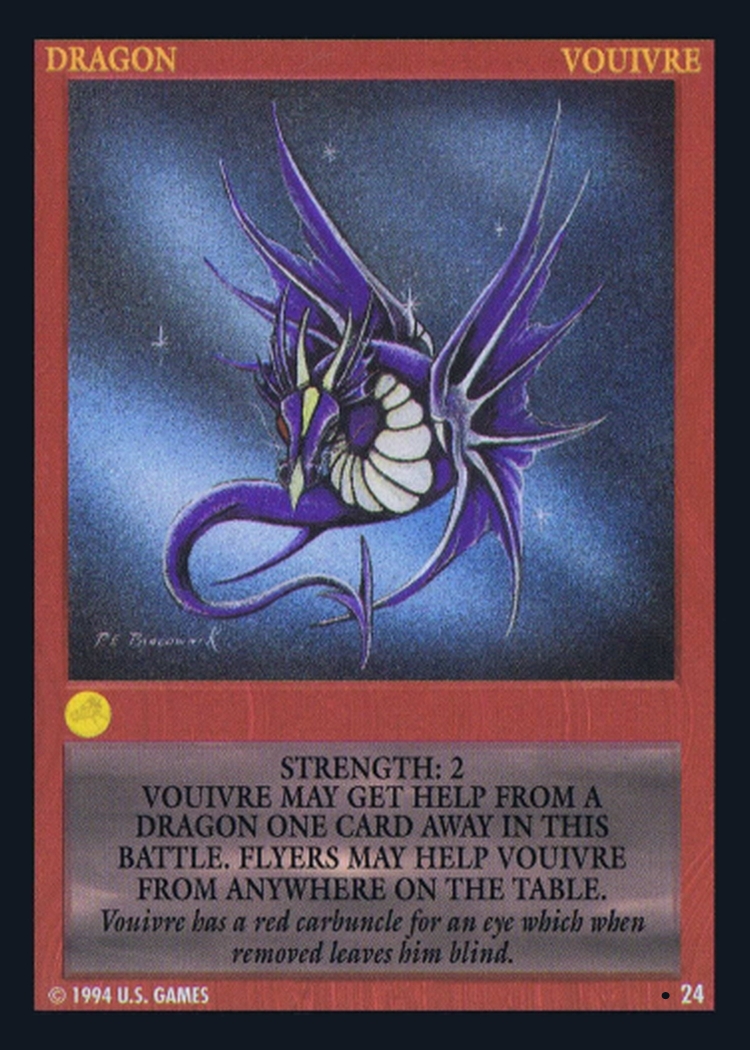 DRAGON VOUIVRE
STRENGTH: 2
VOUIVRE MAY GET HELP FROM A
DRAGON ONE CARD AWAY IN THIS
BATTLE. FLYERS MAY HELP VOUIVRE
FROM ANYWHERE ON THE TABLE.
Vouivre has a red carbuncle for an eye which when
removed leaves him blind.
© 1994 U.S. GAMES • 24